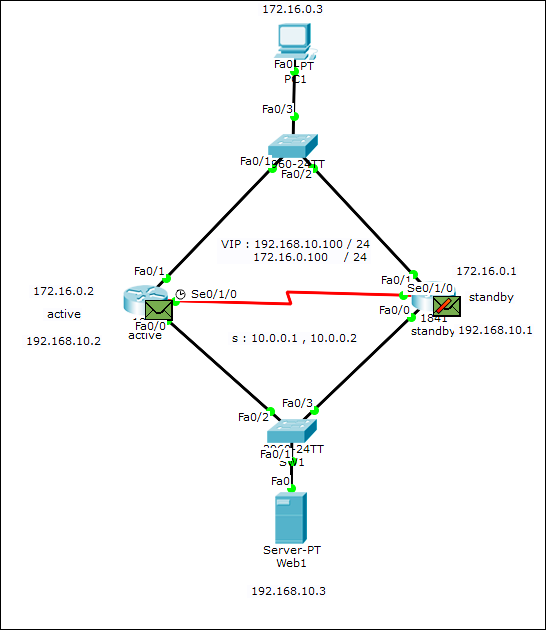 172.16.0.3
Fa0
-PT
PC1
Fa0/3
Fa0/1
960-24TT
Fa0/2
VIP : 192.168.10.100 / 24
172.16.0.100 / 24
Fa0/1
Fa0/1
172.16.0.1
172.16.0.2
Se0/1/0
Se0/1/0
standby
active
Fa0/0
Fa0/0
1841
active
standby
192.168.10.1
192.168.10.2
s : 10.0.0.1 , 10.0.0.2
Fa0/2
Fa0/3
-24TT
Fa0/1
Fa0
Server-PT
Web1
192.168.10.3